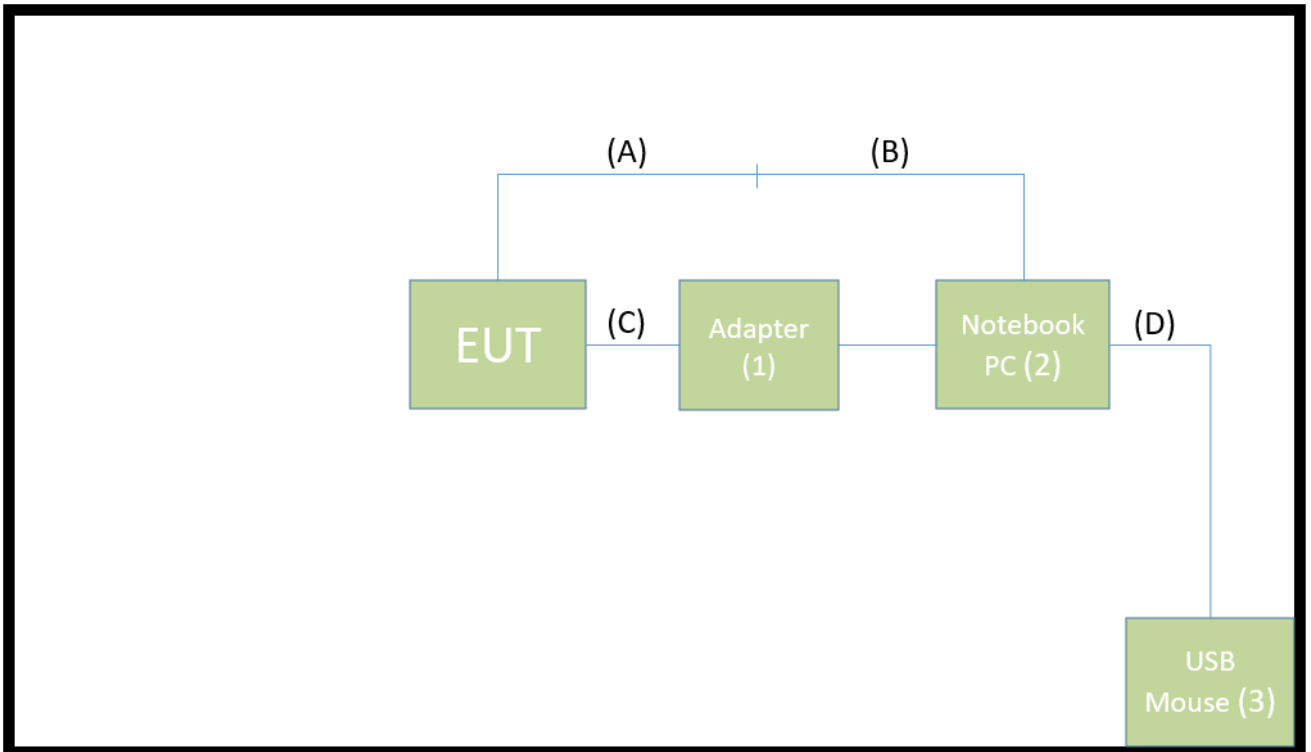 (A)
(B)
EUT
(C)
Adapter
(1)
Notebook
PC (2)
(D)
USB
Mouse (3)